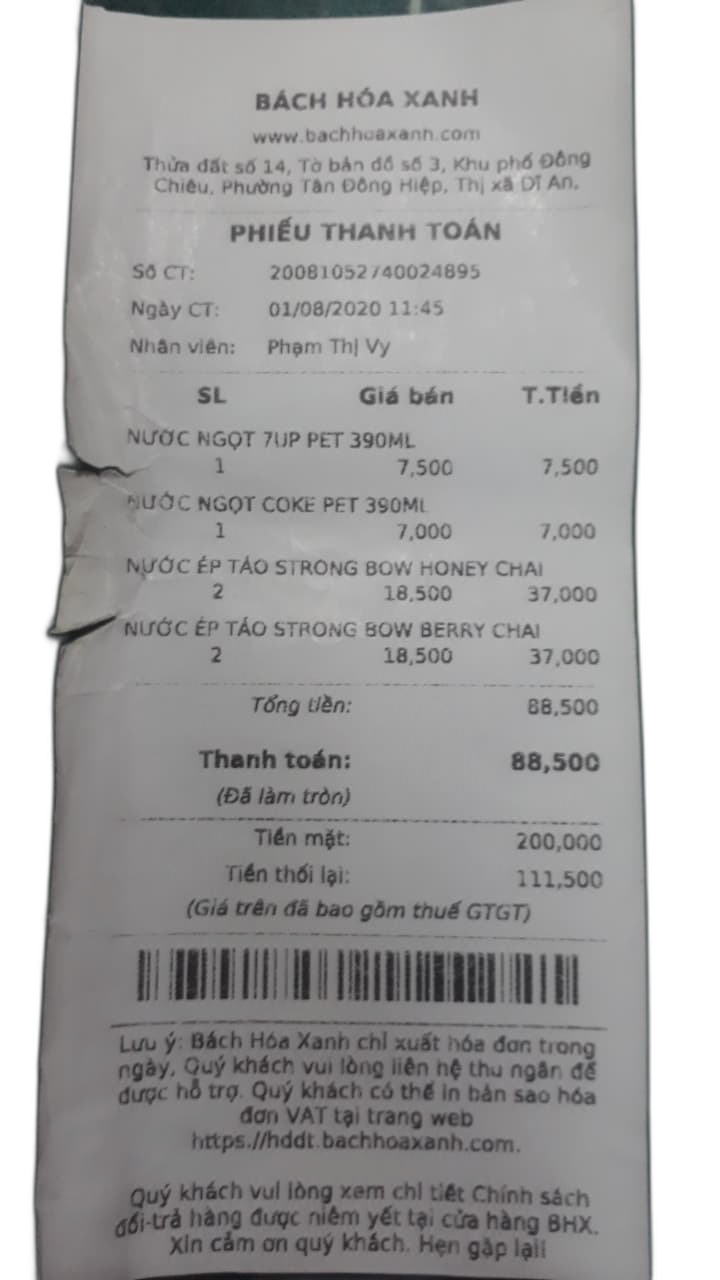 BÁCH HÓA XANH
www.bachhoaxanh.com
Thửa đất số 14, Tờ bản đồ số 3, Khu phố Đông
Chiêu, Phường Tân Đông Hiệp, Thị xã Dĩ An,
PHIẾU THANH TOÁN
Số CT: 20081052740024895
Ngày CT: 01/08/2020 11:45
Nhân viên: Phạm Thị Vy
SL Giá bán T.Tiền
NƯỚC NGỌT 7UP PET 390ML
1 7,500 7,500
NƯỚC NGỌT COKE PET 390ML
1 7,000 7,000
NƯỚC ÉP TÁO STRONG BOW HONEY CHAI
2 18,500 37,000
NƯỚC ÉP TÁO STRONG BOW BERRY CHAI
2 18,500 37,000
Tổng tiền: 88,500
Thanh toán: 88,500
(Đã làm tròn)
Tiền mặt: 200,000
Tiền thối lại: 111,500
(Giá trên đã bao gồm thuế GTGT)
Lưu ý: Bách Hóa Xanh chỉ xuất hóa đơn trong
ngày, Quý khách vui lòng liên hệ thu ngân để
được hỗ trợ. Quý khách có thể in bản sao hóa
đơn VAT tại trang web
https://hddt.bachhoaxanh.com.
Quý khách vui lòng xem chi tiết Chính sách
đổi-trả hàng được niêm yết tại cửa hàng BHX.
Xin cảm ơn quý khách. Hẹn gặp lại!